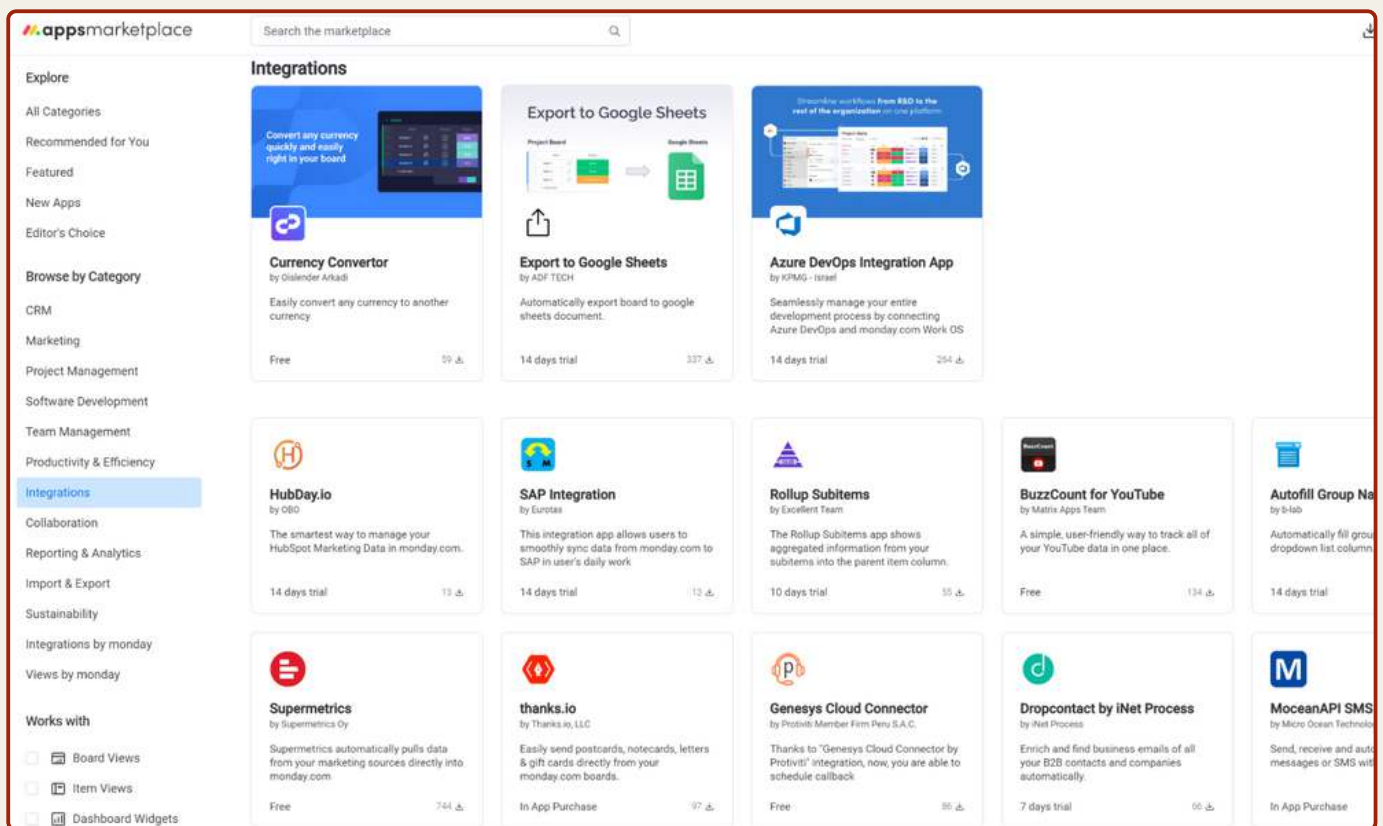 appsmarketplace
Search the marketplace
Explore
All Categories
Recommended for You
Featured
New Apps
Editor's Choice
Browse by Category
CRM
Marketing
Project Management
Software Development
Team Management
Productivity & Efficiency
Integrations
Collaboration
Reporting & Analytics
Import & Export
Sustainability
Integrations by monday
Views by monday
Works with
Board Views
Item Views
Dashboard Widgets
Integrations
Convert any currency
quickly and easily
right in your board
Currency Convertor
by Oislender Arkadi
Easily convert any currency to another
currency
Free 59
Export to Google Sheets
Project Board
Google Sheets
Export to Google Sheets
by ADF TECH
Automatically export board to google
sheets document.
14 days trial 337
Streamline workflows from R&D to the
rest of the organization on one platform
Azure DevOps Integration App
by KPMG - Israel
Seamlessly manage your entire
development process by connecting
Azure DevOps and monday.com Work OS
14 days trial 264
HubDay.io
by OBO
The smartest way to manage your
HubSpot Marketing Data in monday.com.
14 days trial 13
SAP Integration
by Eurotas
This integration app allows users to
smoothly sync data from monday.com to
SAP in user's daily work
14 days trial 13
Rollup Subitems
by Excellent Team
The Rollup Subitems app shows
aggregated information from your
subitems into the parent item column.
10 days trial 55
BuzzCount
BuzzCount for YouTube
by Matrix Apps Team
A simple, user-friendly way to track all of
your YouTube data in one place.
Free 134
Autofill Group Na
by b-lab
Automatically fill grou
dropdown list column
14 days trial
Supermetrics
by Supermetrics Oy
Supermetrics automatically pulls data
from your marketing sources directly into
monday.com
Free 744
thanks.io
by Thanks.io, LLC
Easily send postcards, notecards, letters
& gift cards directly from your
monday.com boards.
In App Purchase 97
Genesys Cloud Connector
by Protiviti Member Firm Peru S.A.C.
Thanks to "Genesys Cloud Connector by
Protiviti" integration, now, you are able to
schedule callback
Free 86
Dropcontact by iNet Process
by iNet Process
Enrich and find business emails of all
your B2B contacts and companies
automatically.
7 days trial 66
M
MoceanAPI SMS
by Micro Ocean Technolo
Send, receive and auto
messages or SMS wit
In App Purchase